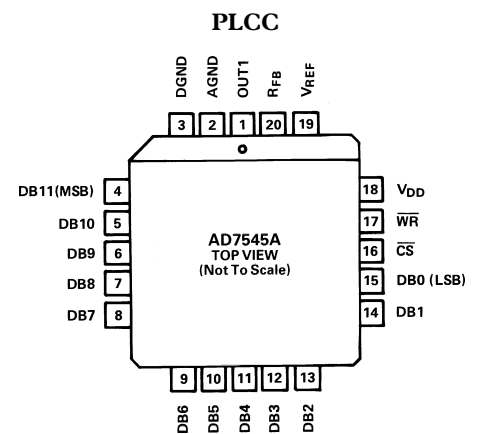 PLCC
DGND
AGND
OUT1
RFB
VREF
3
2
1
20
19
DB11(MSB) 4
DB10 5
DB9 6
DB8 7
DB7 8
18 VDD
17 W̅R̅
16 C̅S̅
15 DB0 (LSB)
14 DB1
AD7545A
TOP VIEW
(Not To Scale)
9
10
11
12
13
DB6
DB5
DB4
DB3
DB2